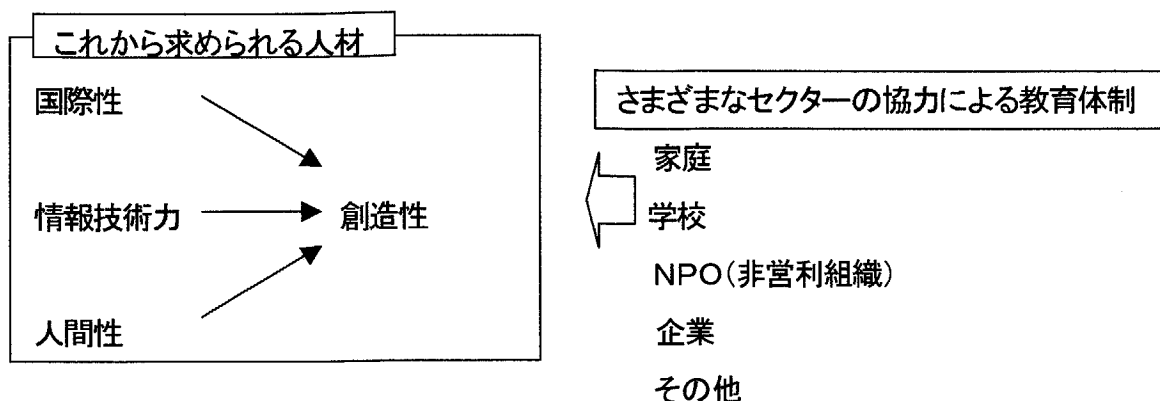 これから求められる人材
国際性
情報技術力
創造性
人間性
さまざまなセクターの協力による教育体制
家庭
学校
NPO(非営利組織)
企業
その他